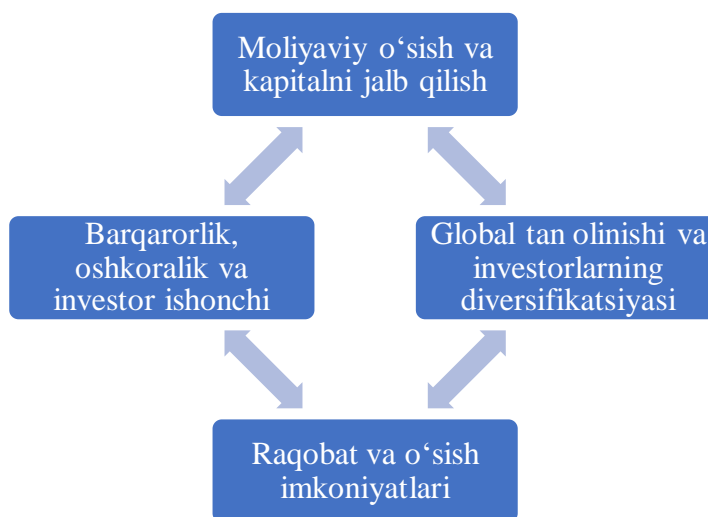 Moliyaviy o‘sish va
kapitalni jalb qilish
Barqarorlik,
oshkoralik va
investor ishonchi
Global tan olinishi va
investorlarning
diversifikatsiyasi
Raqobat va o‘sish
imkoniyatlari